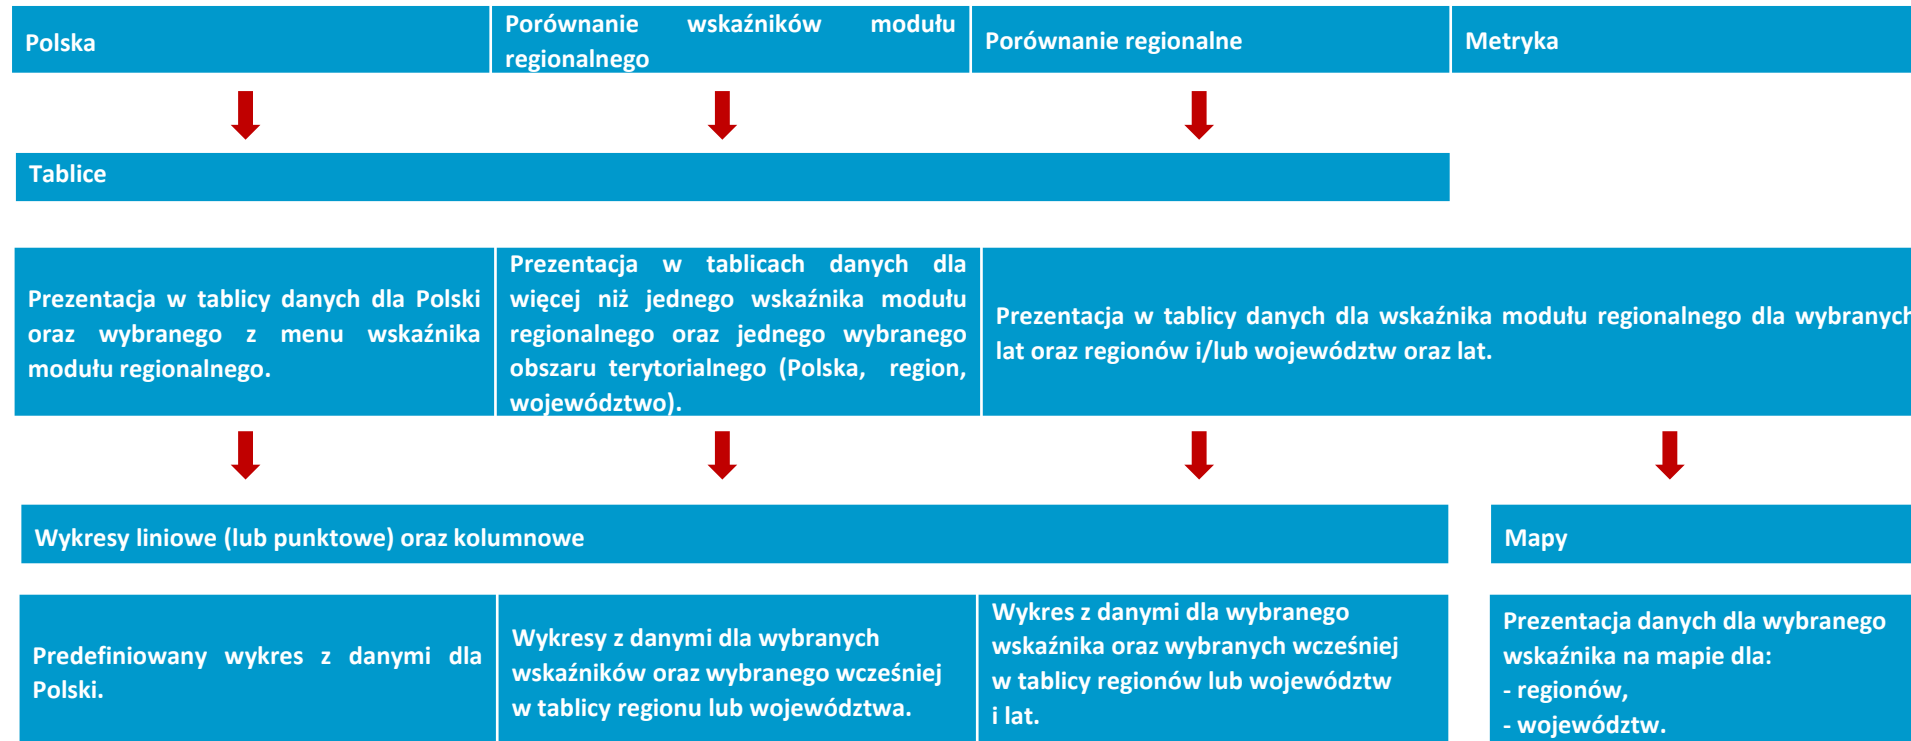 Polska
Porównanie wskaźników modułu
regionalnego
Porównanie regionalne
Metryka
Tablice
Prezentacja w tablicy danych dla Polski
oraz wybranego z menu wskaźnika
modułu regionalnego.
Prezentacja w tablicach danych dla
więcej niż jednego wskaźnika modułu
regionalnego oraz jednego wybranego
obszaru terytorialnego (Polska, region,
województwo).
Prezentacja w tablicy danych dla wskaźnika modułu regionalnego dla wybranych
lat oraz regionów i/lub województw oraz lat.
Wykresy liniowe (lub punktowe) oraz kolumnowe
Mapy
Predefiniowany wykres z danymi dla
Polski.
Wykresy z danymi dla wybranych
wskaźników oraz wybranego wcześniej
w tablicy regionu lub województwa.
Wykres z danymi dla wybranego
wskaźnika oraz wybranych wcześniej
w tablicy regionów lub województw
i lat.
Prezentacja danych dla wybranego
wskaźnika na mapie dla:
- regionów,
- województw.